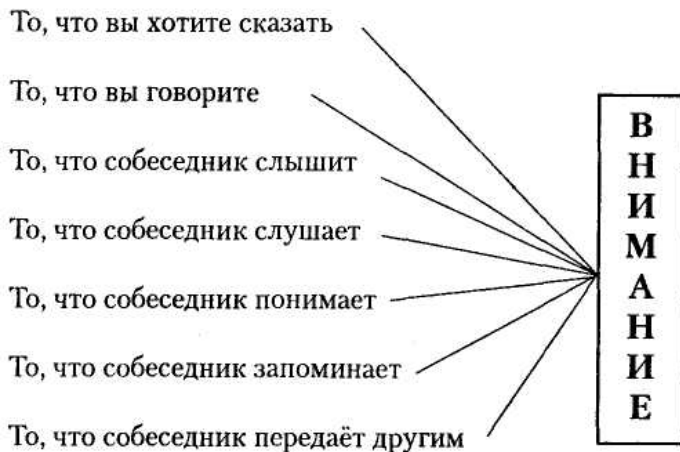 То, что вы хотите сказать
То, что вы говорите
То, что собеседник слышит
То, что собеседник слушает
То, что собеседник понимает
То, что собеседник запоминает
То, что собеседник передаёт другим
ВНИМАНИЕ